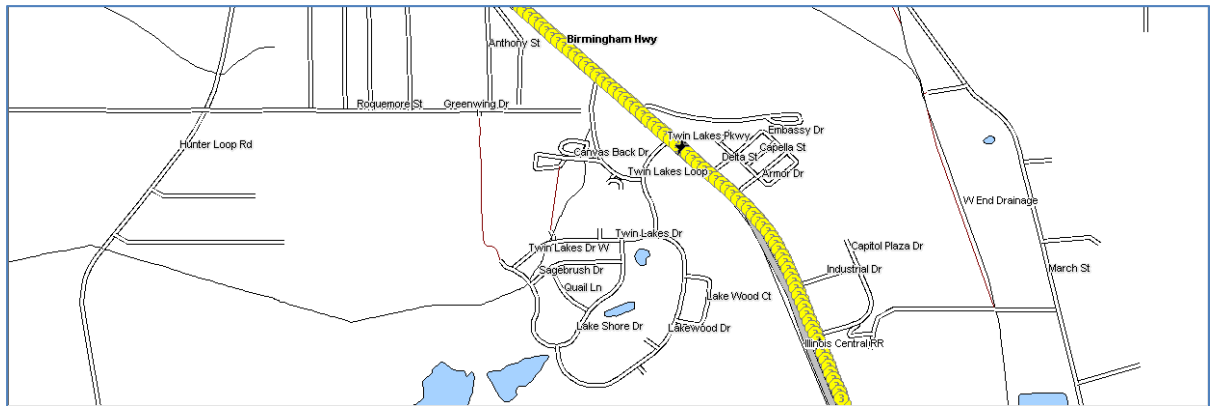 Birmingham Hwy
Anthony St
Roquemore St
Greenwing Dr
Hunter Loop Rd
Embassy Dr
Twin Lakes Pkwy
Capella St
Canvas Back Dr
Delta St
Twin Lakes Loop
Armor Dr
W End Drainage
Twin Lakes Dr
Twin Lakes Dr W
Capitol Plaza Dr
Sagebrush Dr
Industrial Dr
March St
Quail Ln
Lake Wood Ct
Lake Shore Dr
Lakewood Dr
Illinois Central RR
3